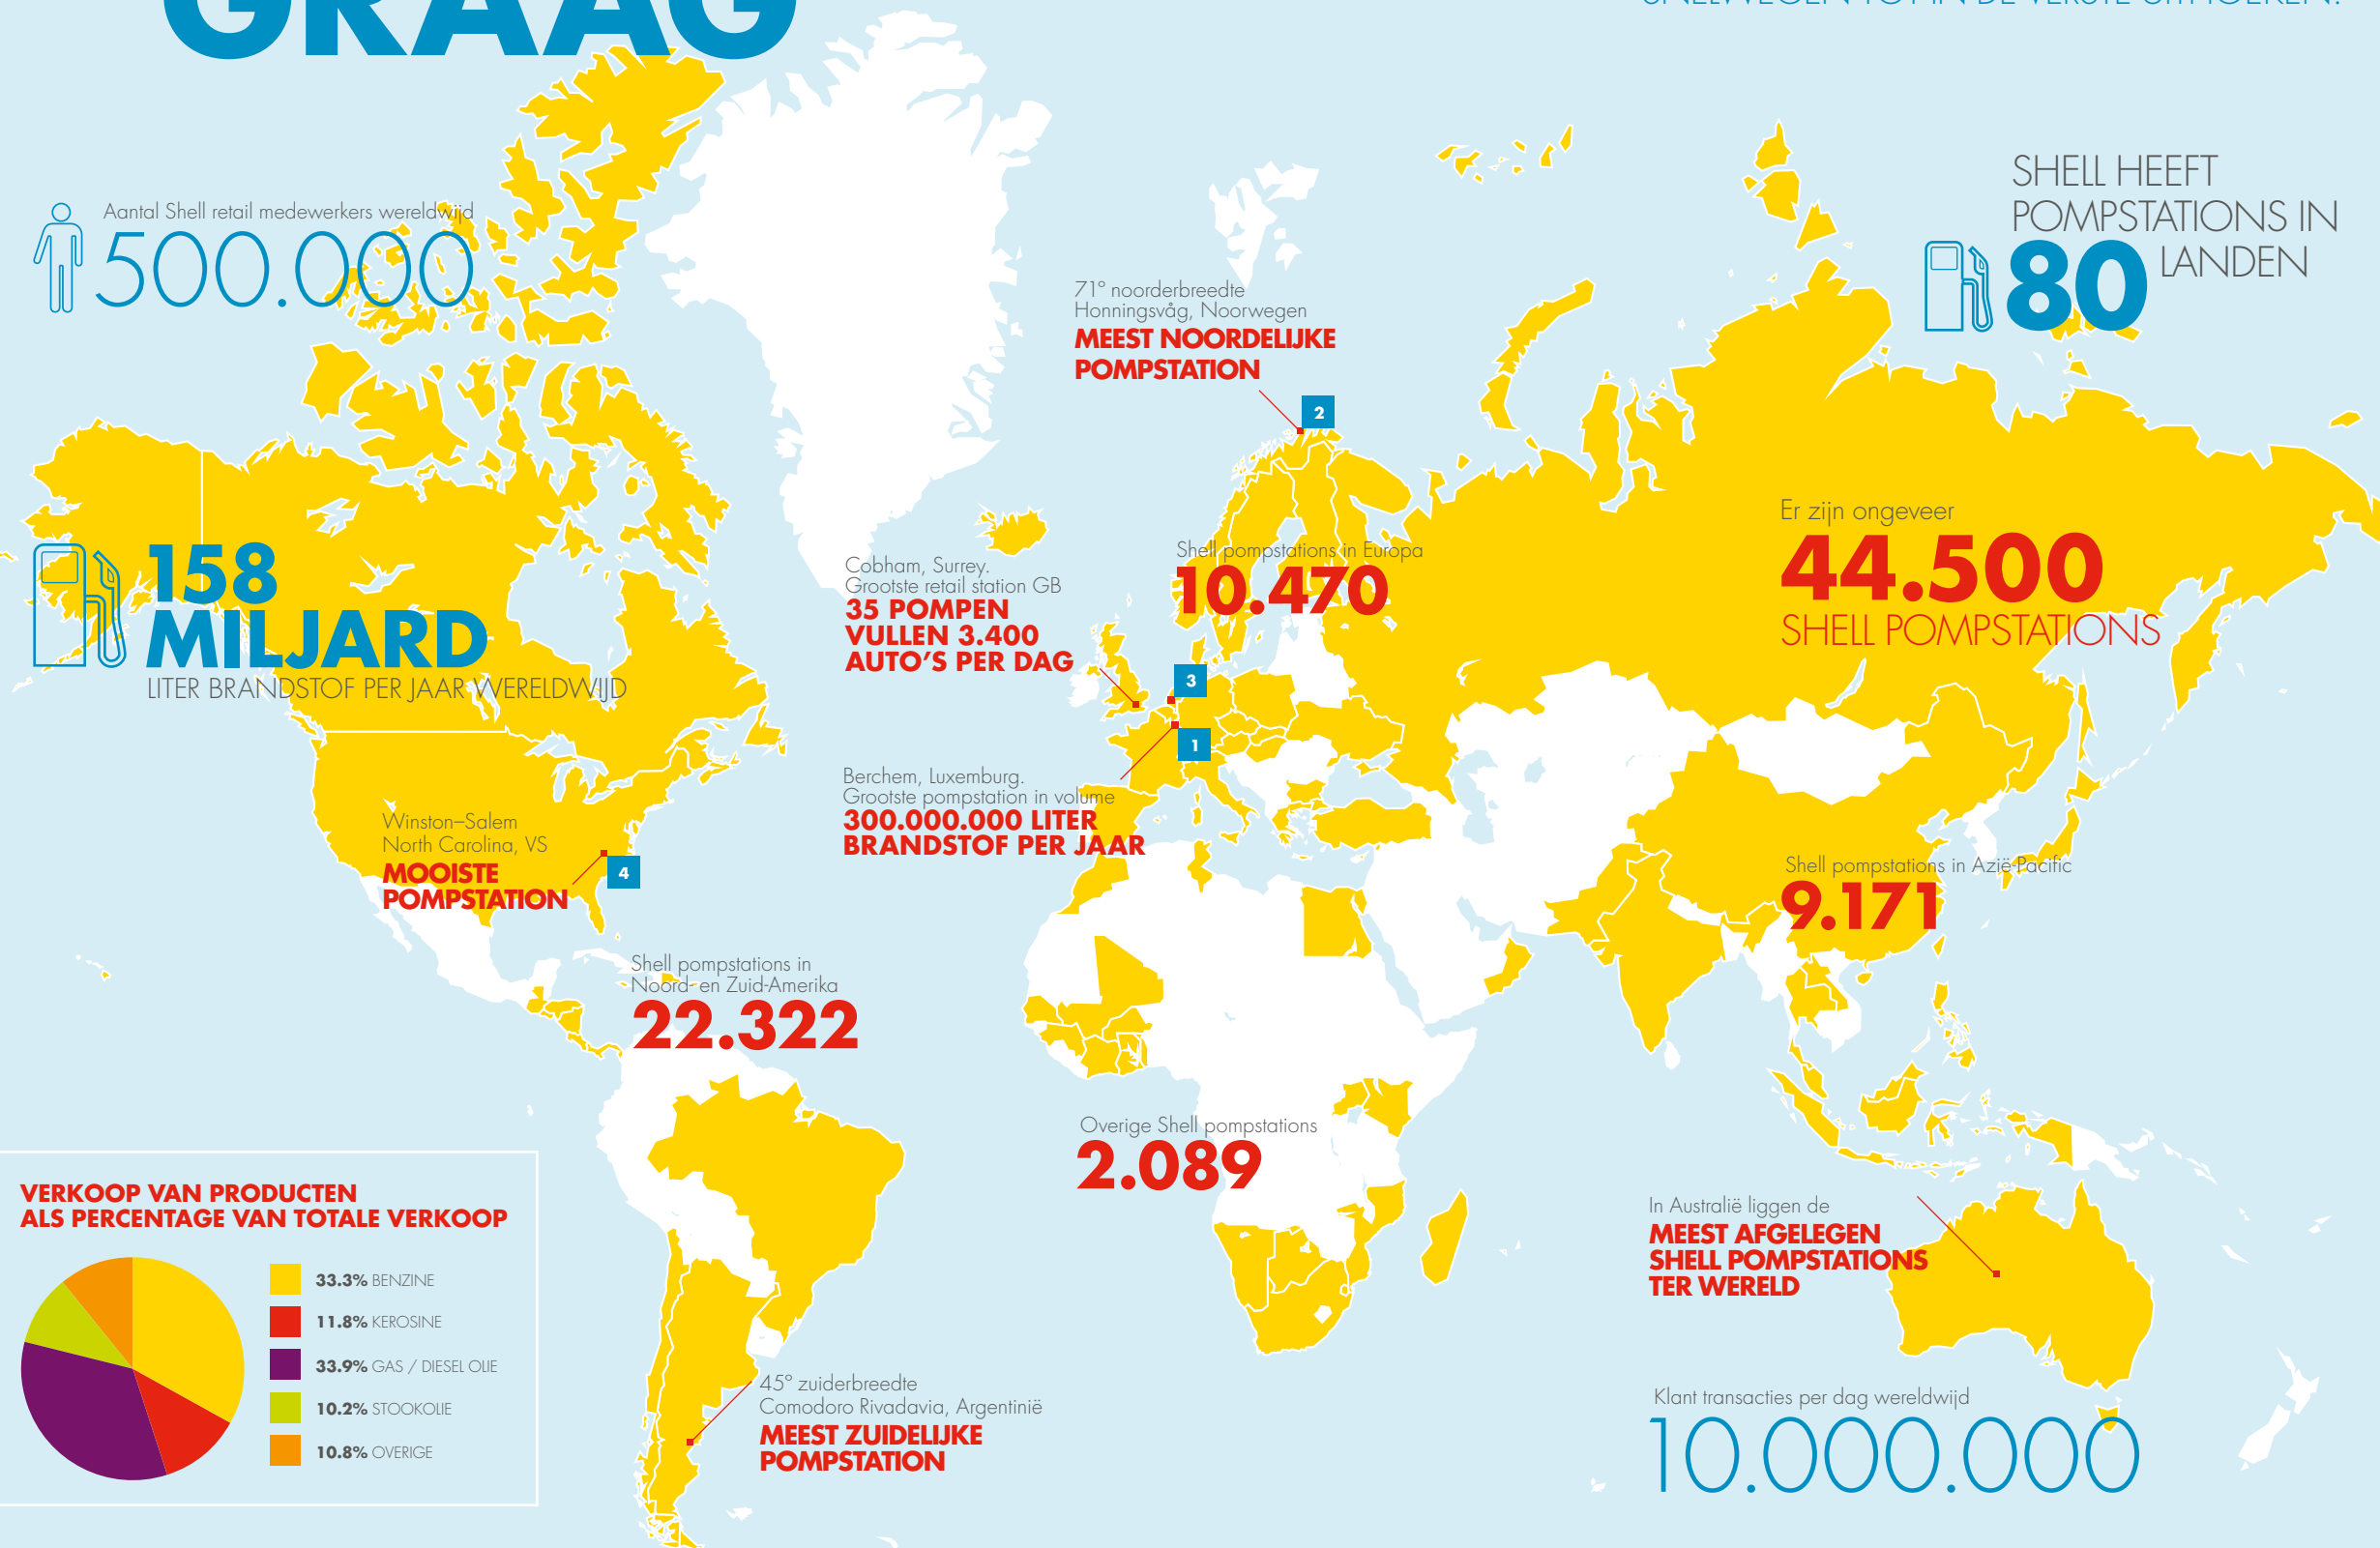 GRAAG
SNELWEGEN TOT IN DE VERSTE UITHOEKEN.
Aantal Shell retail medewerkers wereldwijd
500.000
SHELL HEEFT
POMPSTATIONS IN
80 LANDEN
71° noorderbreedte
Honningsvåg, Noorwegen
MEEST NOORDELIJKE
POMPSTATION
2
158
MILJARD
LITER BRANDSTOF PER JAAR WERELDWIJD
Cobham, Surrey.
Grootste retail station GB
35 POMPEN
VULLEN 3.400
AUTO'S PER DAG
Shell pompstations in Europa
10.470
Er zijn ongeveer
44.500
SHELL POMPSTATIONS
3
1
Berchem, Luxemburg.
Grootste pompstation in volume
300.000.000 LITER
BRANDSTOF PER JAAR
Winston–Salem
North Carolina, VS
MOOISTE
POMPSTATION
4
Shell pompstations in Azië-Pacific
9.171
Shell pompstations in
Noord- en Zuid-Amerika
22.322
Overige Shell pompstations
2.089
VERKOOP VAN PRODUCTEN
ALS PERCENTAGE VAN TOTALE VERKOOP
33.3% BENZINE
11.8% KEROSINE
33.9% GAS / DIESEL OLIE
10.2% STOOKOLIE
10.8% OVERIGE
In Australië liggen de
MEEST AFGELEGEN
SHELL POMPSTATIONS
TER WERELD
45° zuiderbreedte
Comodoro Rivadavia, Argentinië
MEEST ZUIDELIJKE
POMPSTATION
Klant transacties per dag wereldwijd
10.000.000